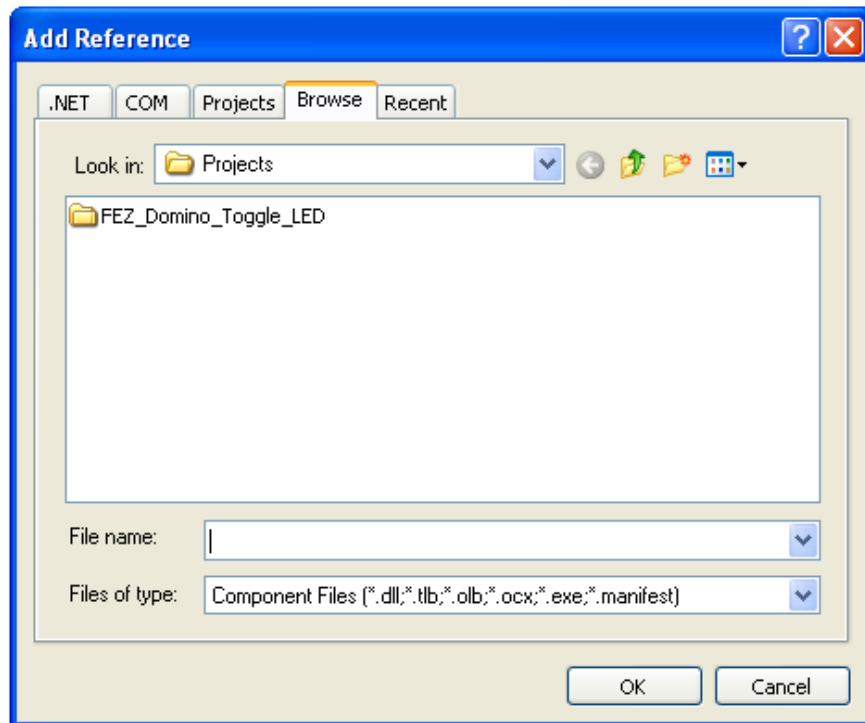 Add Reference
.NET COM Projects Browse Recent
Look in: Projects
FEZ_Domino_Toggle_LED
File name:
Files of type: Component Files (*.dll;*.tlb;*.olb;*.ocx;*.exe;*.manifest)
OK Cancel